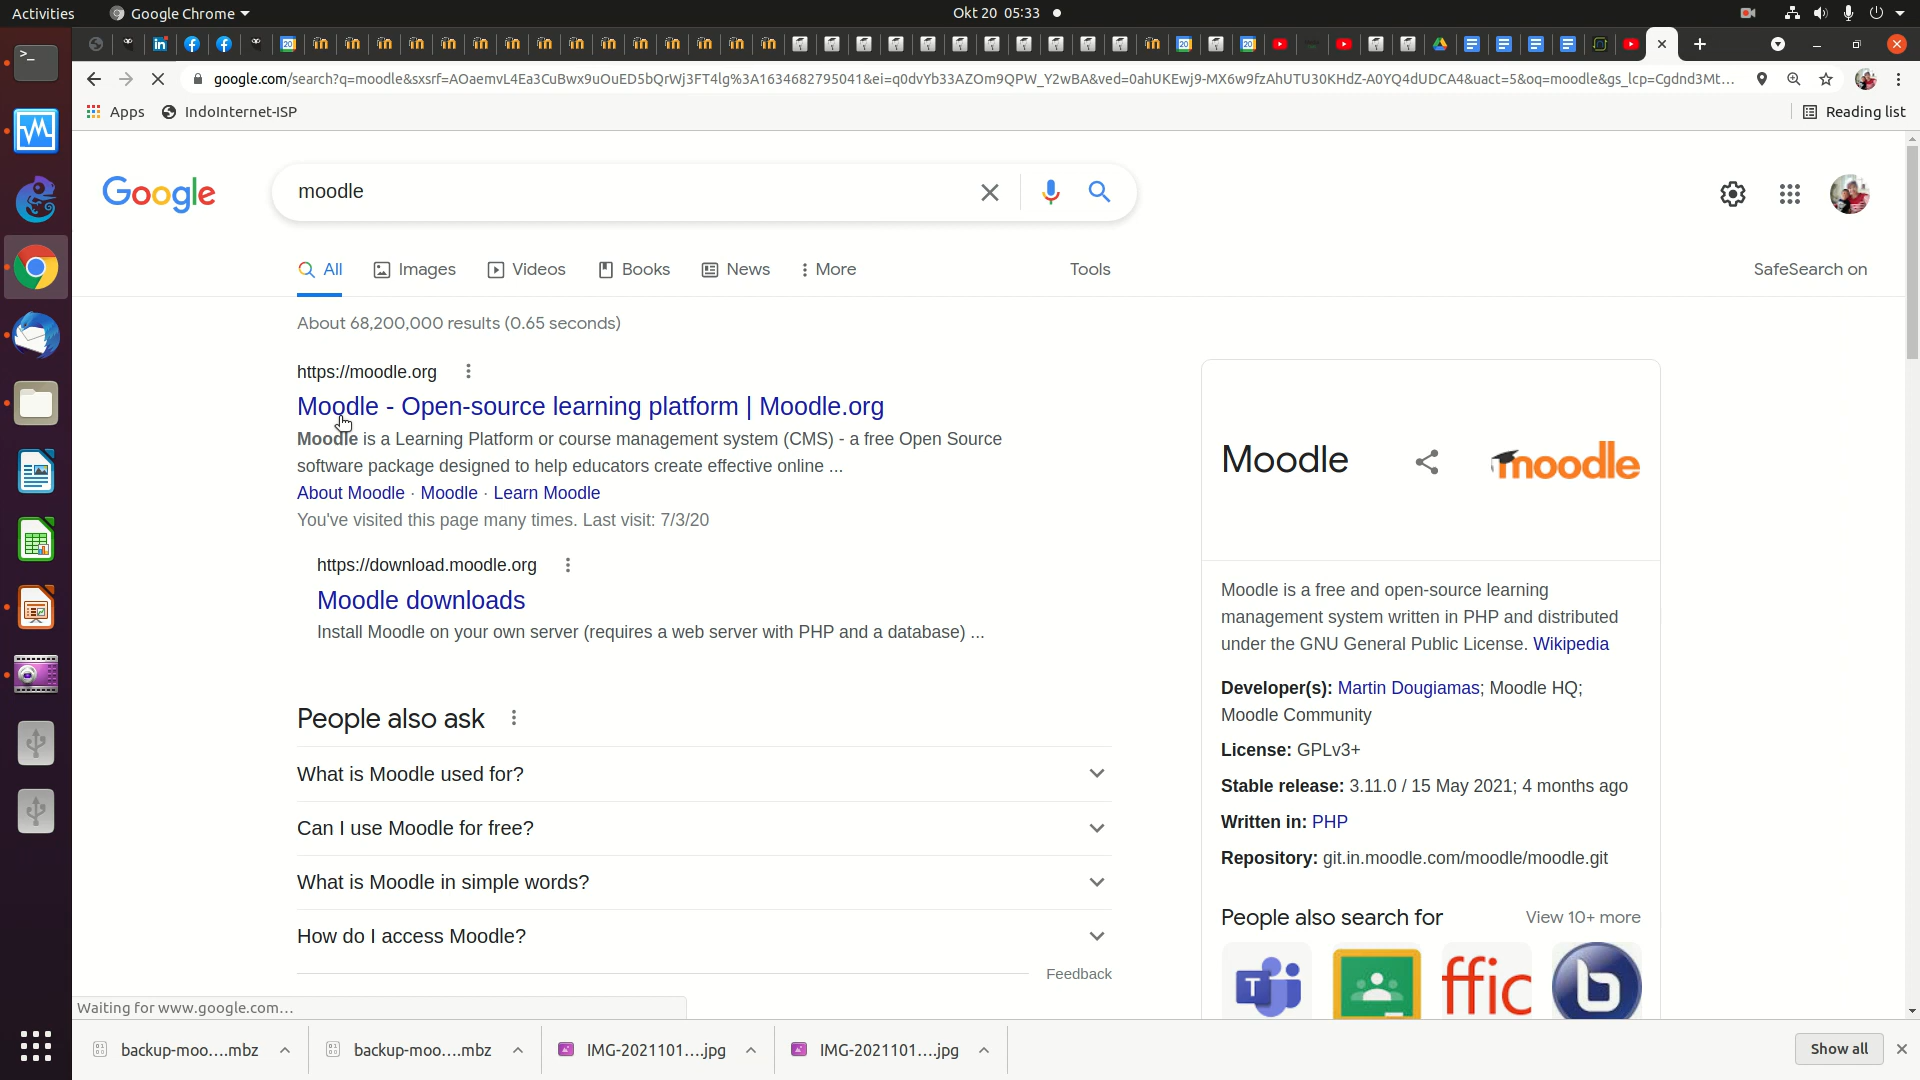 Activities
Google Chrome
Okt 20 05:33
google.com/search?q=moodle&sxsrf=AOaemvL4Ea3CuBwx9uOuED5bQrWj3FT4lg%3A1634682795041&ei=q0dvYb33AZOm9QPW_Y2wBA&ved=0ahUKEwj9-MX6w9fzAhUTU30KHdZ-A0YQ4dUDCA4&uact=5&oq=moodle&gs_lcp=Cgdnd3Mt...
Apps
IndoInternet-ISP
Reading list
Google
moodle
All
Images
Videos
Books
News
More
Tools
SafeSearch on
About 68,200,000 results (0.65 seconds)
https://moodle.org
Moodle - Open-source learning platform | Moodle.org
Moodle is a Learning Platform or course management system (CMS) - a free Open Source
software package designed to help educators create effective online ...
About Moodle · Moodle · Learn Moodle
You've visited this page many times. Last visit: 7/3/20
https://download.moodle.org
Moodle downloads
Install Moodle on your own server (requires a web server with PHP and a database) ...
People also ask
What is Moodle used for?
Can I use Moodle for free?
What is Moodle in simple words?
How do I access Moodle?
Feedback
Moodle
moodle
Moodle is a free and open-source learning
management system written in PHP and distributed
under the GNU General Public License. Wikipedia
Developer(s): Martin Dougiamas; Moodle HQ;
Moodle Community
License: GPLv3+
Stable release: 3.11.0 / 15 May 2021; 4 months ago
Written in: PHP
Repository: git.in.moodle.com/moodle/moodle.git
People also search for
View 10+ more
T
ffic
b
Waiting for www.google.com...
backup-moo....mbz
backup-moo....mbz
IMG-2021101....jpg
IMG-2021101....jpg
Show all